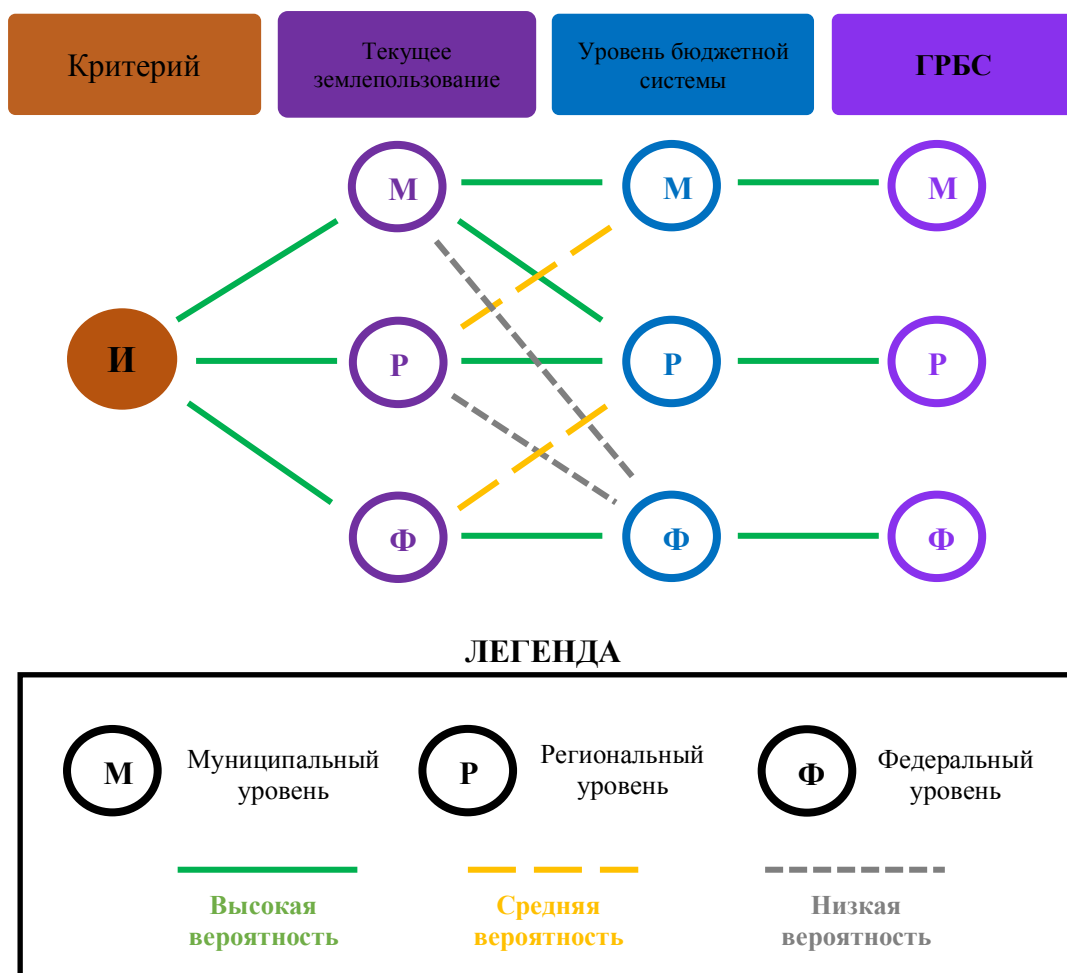 Критерий
Текущее
землепользование
Уровень бюджетной
системы
ГРБС
М
М
М
И
Р
Р
Р
Ф
Ф
Ф
ЛЕГЕНДА
М
Муниципальный
уровень
Р
Региональный
уровень
Ф
Федеральный
уровень
Высокая
вероятность
Средняя
вероятность
Низкая
вероятность